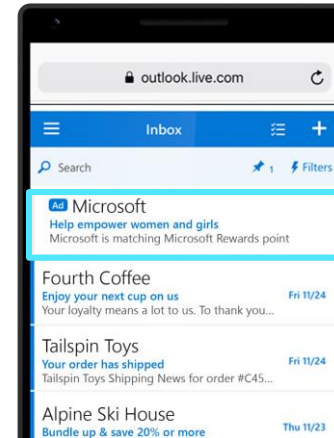 outlook.live.com
Inbox
Search 1 Filters
Ad Microsoft
Help empower women and girls
Microsoft is matching Microsoft Rewards point
Fourth Coffee
Enjoy your next cup on us Fri 11/24
Your loyalty means a lot to us. To thank you...
Tailspin Toys
Your order has shipped Fri 11/24
Tailspin Toys Shipping News for order #C45...
Alpine Ski House
Bundle up & save 20% or more Thu 11/23